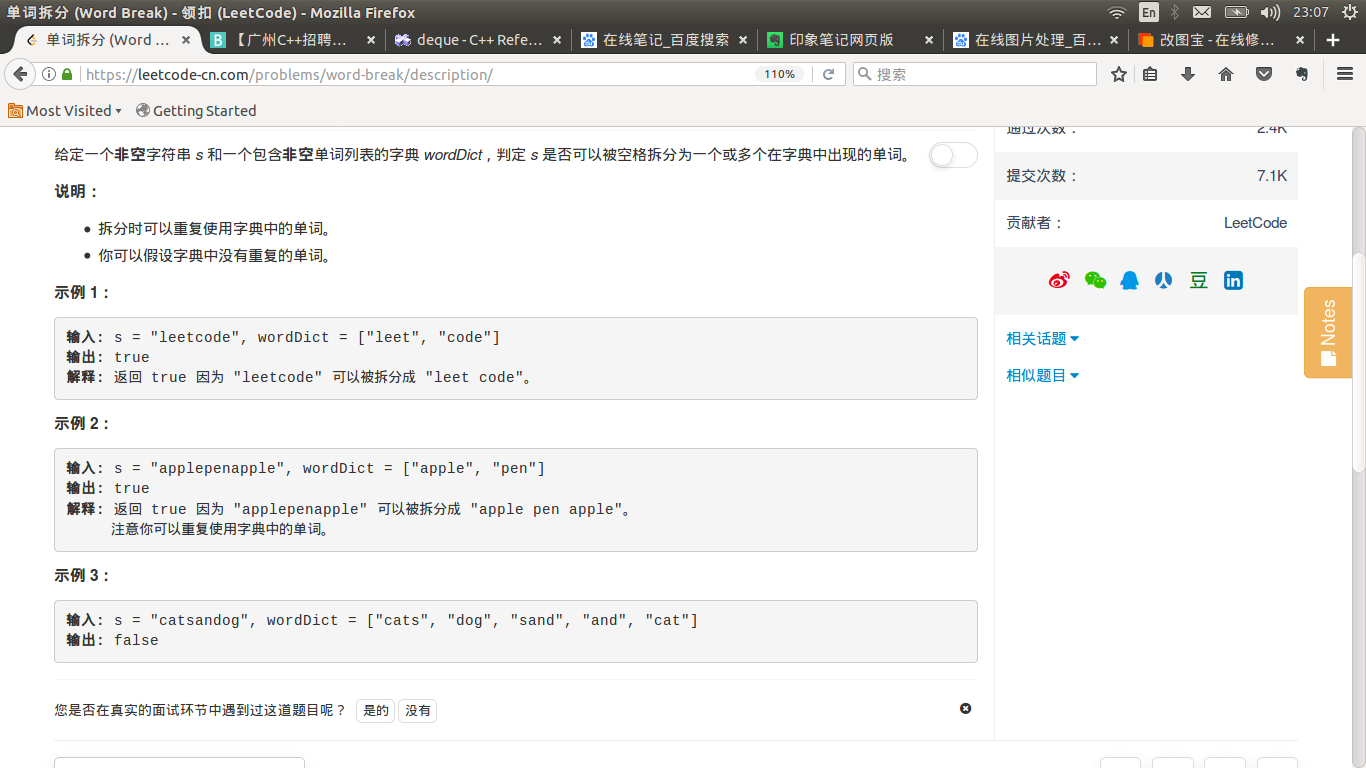 单词拆分 (Word Break) - 领扣 (LeetCode) - Mozilla Firefox
En
23:07
单词拆分 (Word ...
【 广州C++招聘...
deque - C++ Refe...
在线笔记_百度搜索
印象笔记网页版
在线图片处理_百...
改图宝 - 在线修...
https://leetcode-cn.com/problems/word-break/description/
110%
搜索
Most Visited
Getting Started
给定一个非空字符串 s 和一个包含非空单词列表的字典 wordDict，判定 s 是否可以被空格拆分为一个或多个在字典中出现的单词。
说明：
拆分时可以重复使用字典中的单词。
你可以假设字典中没有重复的单词。
示例 1：
输入: s = "leetcode", wordDict = ["leet", "code"]
输出: true
解释: 返回 true 因为 "leetcode" 可以被拆分成 "leet code"。
示例 2：
输入: s = "applepenapple", wordDict = ["apple", "pen"]
输出: true
解释: 返回 true 因为 "applepenapple" 可以被拆分成 "apple pen apple"。
注意你可以重复使用字典中的单词。
示例 3：
输入: s = "catsandog", wordDict = ["cats", "dog", "sand", "and", "cat"]
输出: false
您是否在真实的面试环节中遇到过这道题目呢？ 是的 没有
通过次数： 2.4K
提交次数： 7.1K
贡献者： LeetCode
豆
in
相关话题
相似题目
Notes